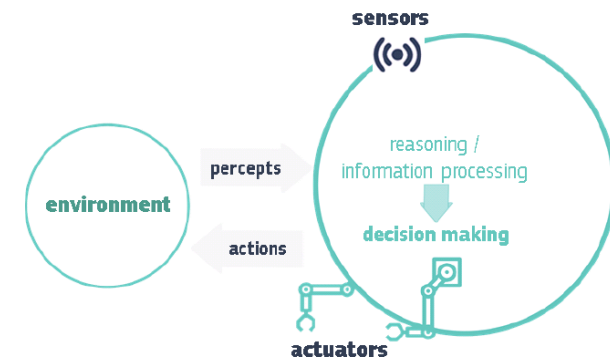 sensors
reasoning /
information processing
percepts
environment
decision making
actions
actuators